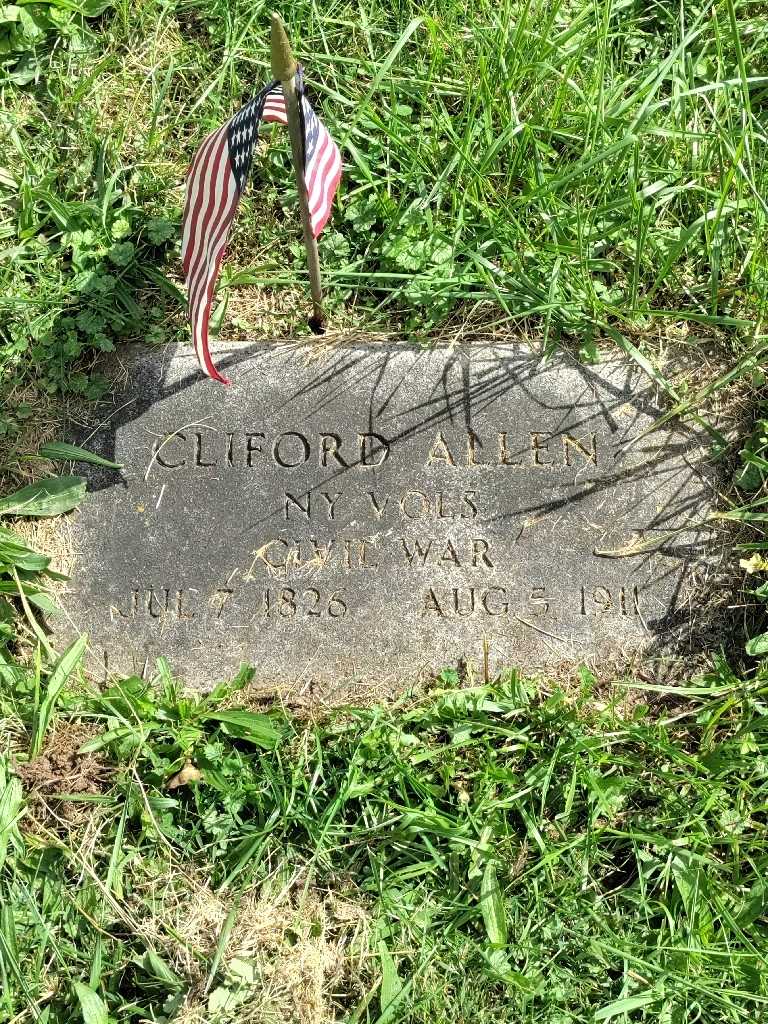 CLIFORD ALLEN
NY VOLS
CIVIL WAR
JUL 7 1826 AUG 5 1911